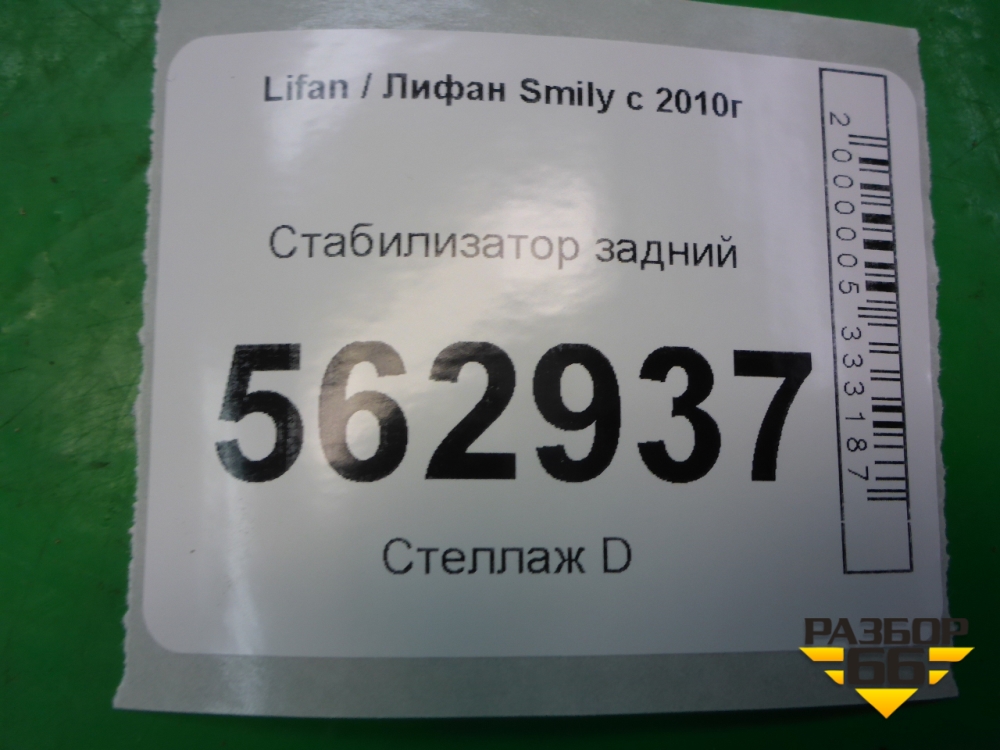 Lifan / Лифан Smily с 2010г
Стабилизатор задний
562937
Стеллаж D
2000005333187
РАЗБОР
66